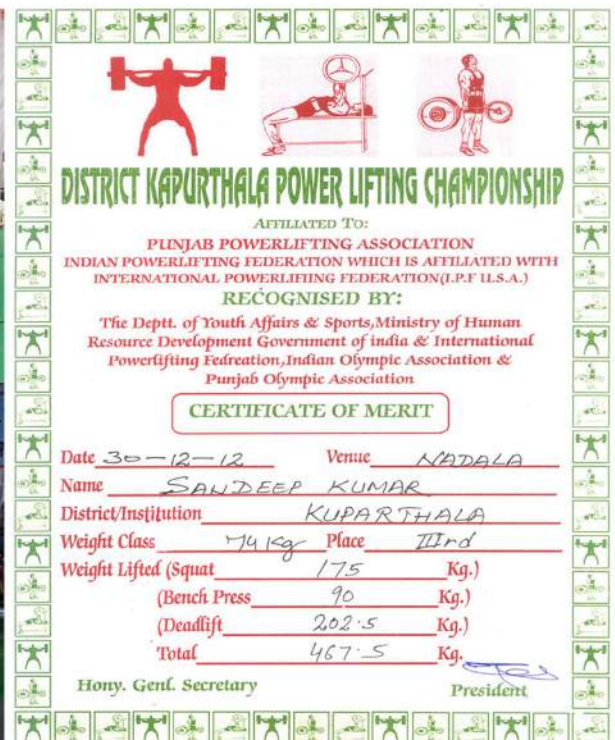 DISTRICT KAPURTHALA POWER LIFTING CHAMPIONSHIP
AFFILIATED TO:
PUNJAB POWERLIFTING ASSOCIATION
INDIAN POWERLIFTING FEDERATION WHICH IS AFFILIATED WITH
INTERNATIONAL POWERLIFIING FEDERATION(I.P.F U.S.A.)
RECOGNISED BY:
The Deptt. of Youth Affairs & Sports,Ministry of Human
Resource Development Government of india & International
Powerlifting Fedreation,Indian Olympic Association &
Punjab Olympic Association
CERTIFICATE OF MERIT
Date 30-12-12 Venue NADALA
Name SANDEEP KUMAR
District/Institution KUPARTHALA
Weight Class 74 Kg Place IIIrd
Weight Lifted (Squat 175 Kg.)
(Bench Press 90 Kg.)
(Deadlift 202.5 Kg.)
Total 467.5 Kg.
Hony. Genl. Secretary President